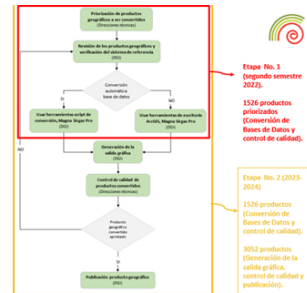 Priorización de productos
geográficos a ser convertidos
(Direcciones técnicas)
Revisión de los productos geográficos y
verificación del sistema de referencia
(DGI)
Conversión
automática
base de datos
SI
NO
Usar herramientas script de
conversión, Magna Sirgas Pro
(DGI)
Usar herramientas de escritorio
ArcGIS, Magna Sirgas Pro
(DGI)
Generación de la
salida gráfica
(DGI)
Control de calidad de
productos convertidos
(Direcciones técnicas)
NO
Producto
geográfico
convertido
aprobado
SI
Publicación producto geográfico
(DGI)
Etapa No. 1
(segundo semestre
2022).
1526 productos
priorizados
(Conversión de
Bases de Datos y
control de calidad).
Etapa No. 2 (2023-
2024)
1526 productos
(Conversión de
Bases de Datos y
control de calidad).
3052 productos
(Generación de la
salida gráfica,
control de calidad y
publicación).